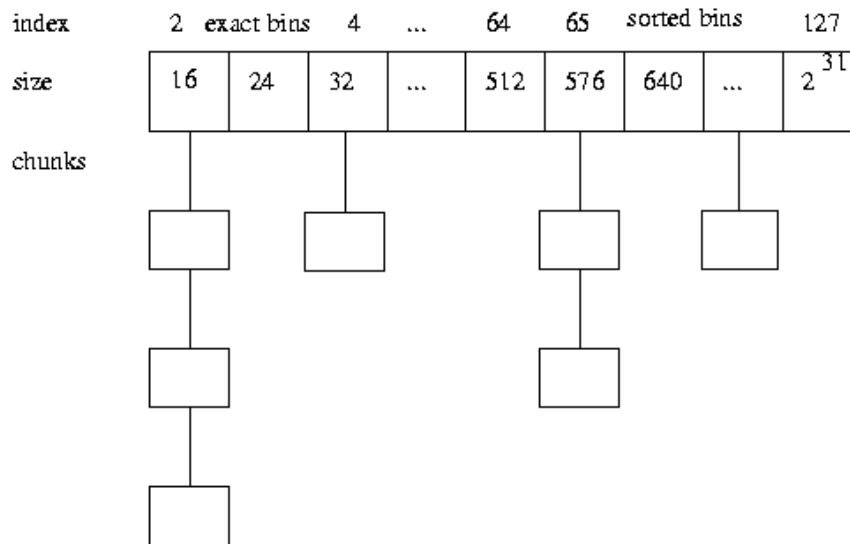 index 2 exact bins 4 ... 64 65 sorted bins 127
size 16 24 32 ... 512 576 640 ... 2^31
chunks